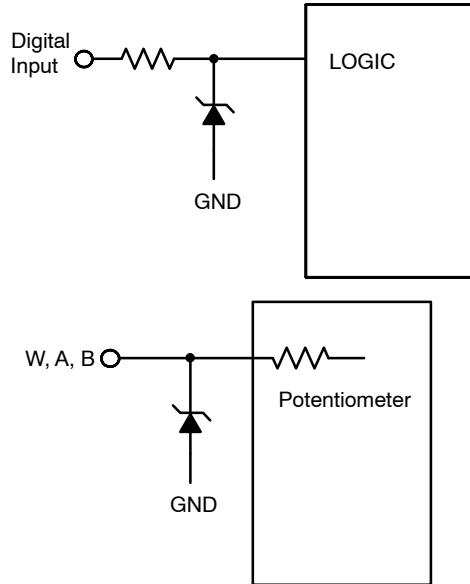 Digital
Input
LOGIC
GND
W, A, B
Potentiometer
GND